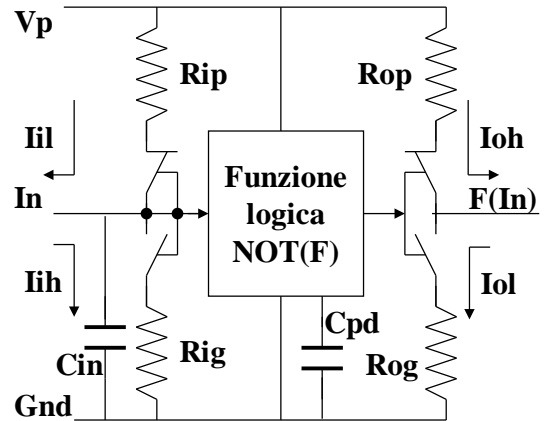 Vp
Rip
Rop
Iil
Ioh
In
Funzione
logica
NOT(F)
F(In)
Iih
Iol
Cpd
Cin
Rig
Rog
Gnd